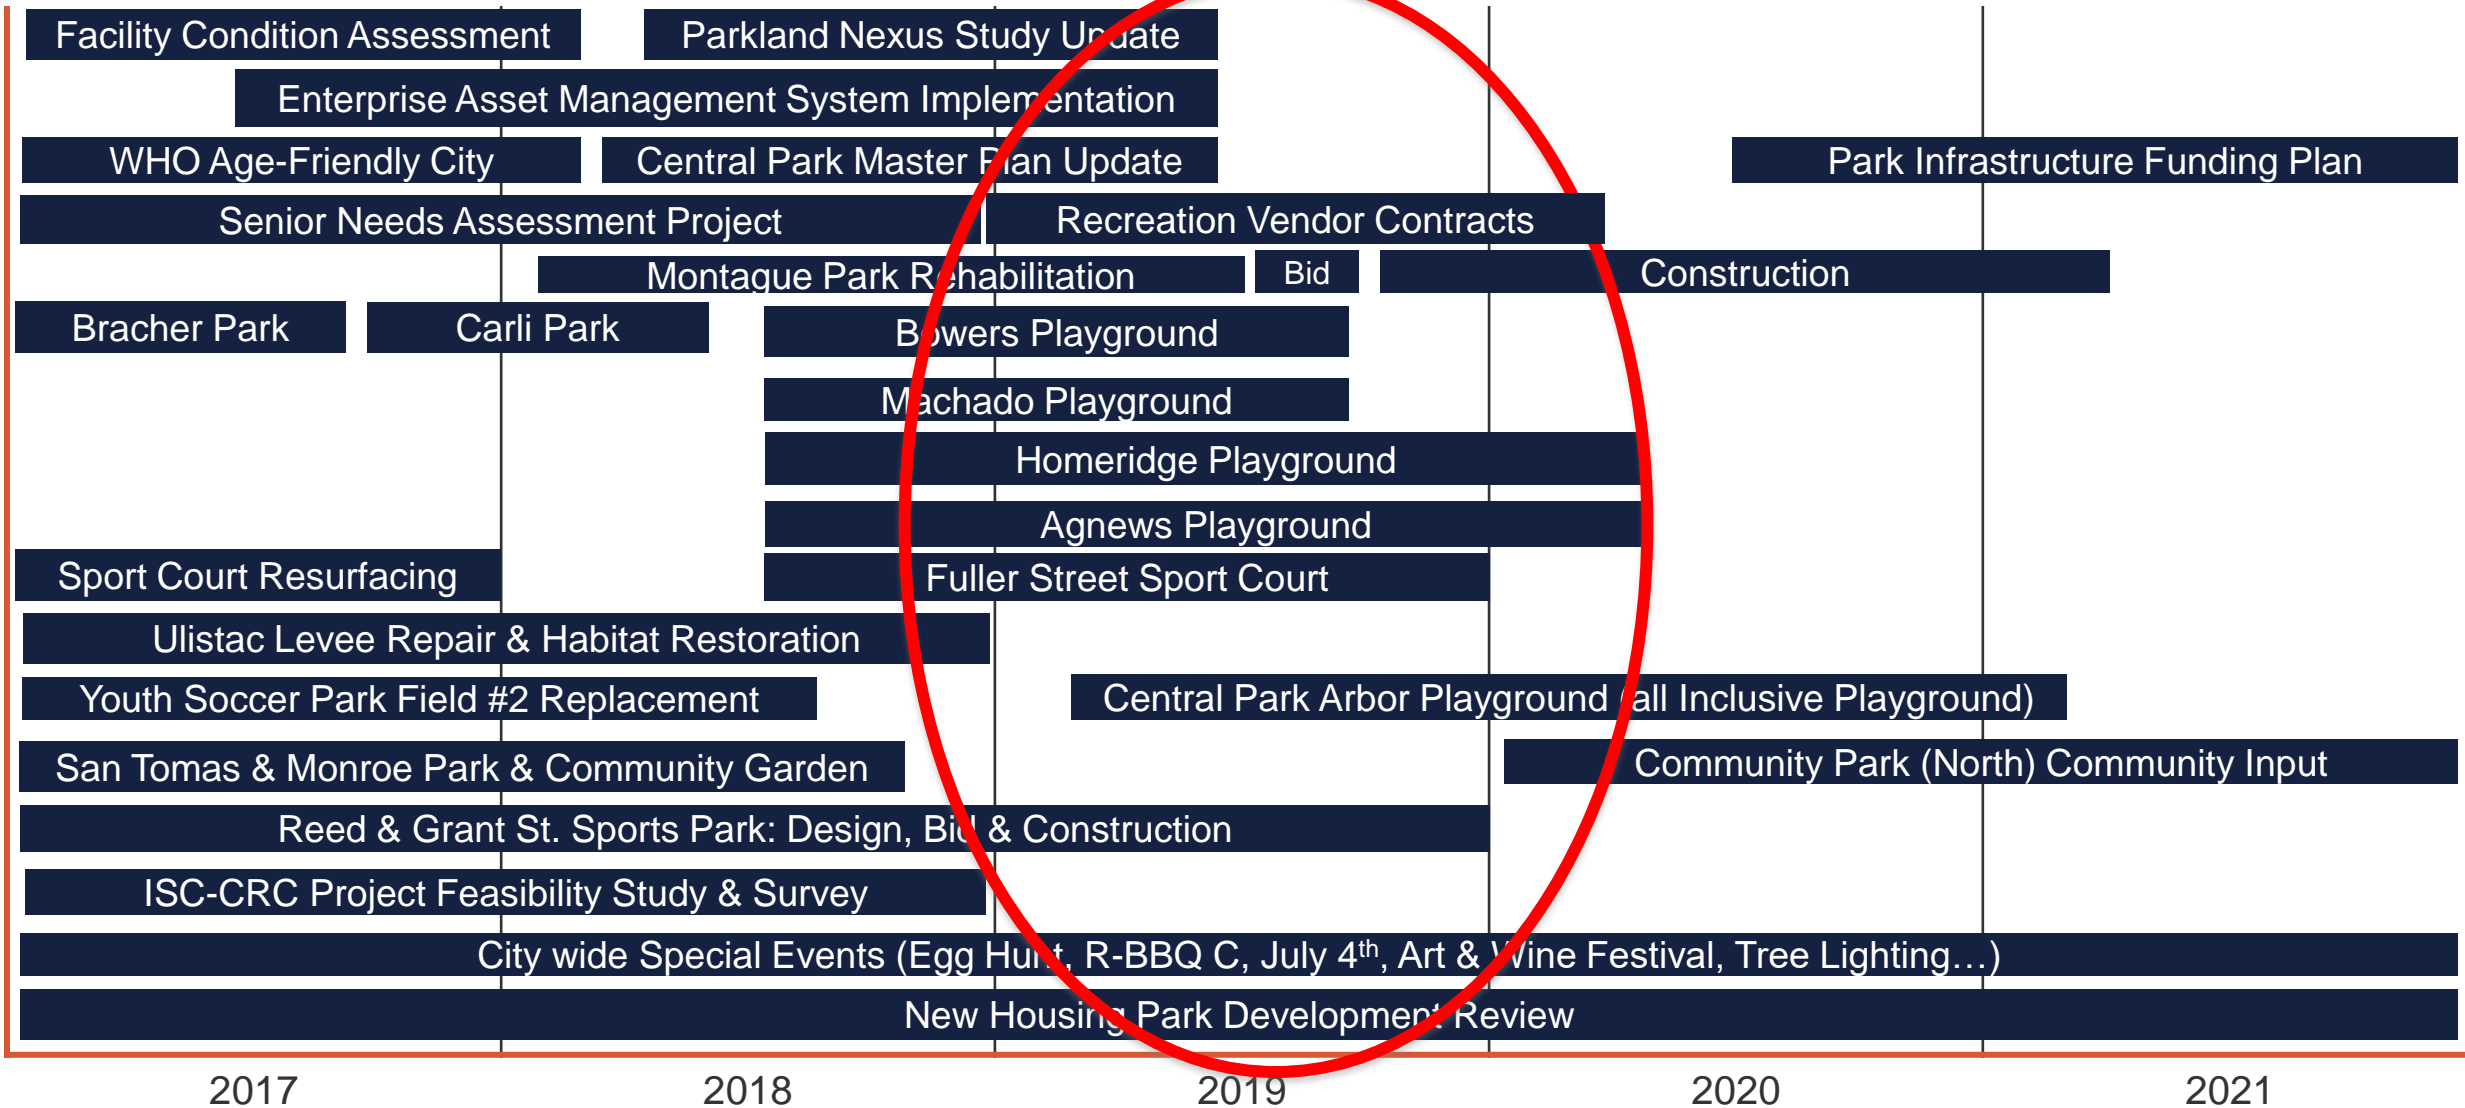 Facility Condition Assessment
Parkland Nexus Study Update
Enterprise Asset Management System Implementation
WHO Age-Friendly City
Central Park Master Plan Update
Park Infrastructure Funding Plan
Senior Needs Assessment Project
Recreation Vendor Contracts
Montague Park Rehabilitation
Bid
Construction
Bracher Park
Carli Park
Bowers Playground
Machado Playground
Homeridge Playground
Agnews Playground
Sport Court Resurfacing
Fuller Street Sport Court
Ulistac Levee Repair & Habitat Restoration
Youth Soccer Park Field #2 Replacement
Central Park Arbor Playground (all Inclusive Playground)
San Tomas & Monroe Park & Community Garden
Community Park (North) Community Input
Reed & Grant St. Sports Park: Design, Bid & Construction
ISC-CRC Project Feasibility Study & Survey
City wide Special Events (Egg Hunt, R-BBQ C, July 4th, Art & Wine Festival, Tree Lighting…)
New Housing Park Development Review
2017 2018 2019 2020 2021